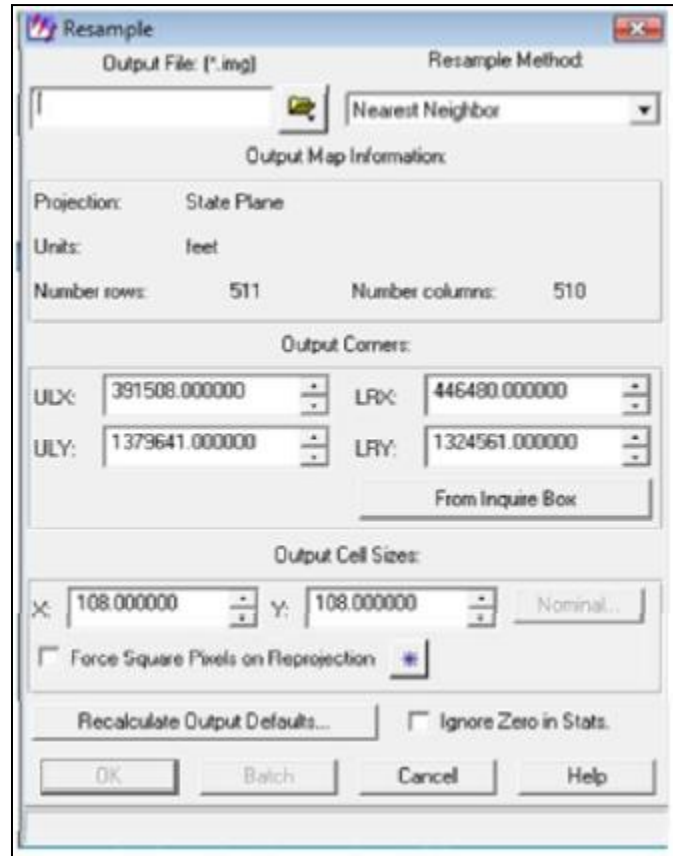 Resample
Output File: (*.img) Resample Method:
Nearest Neighbor
Output Map Information:
Projection: State Plane
Units: feet
Number rows: 511 Number columns: 510
Output Corners:
ULX: 391508.000000 LRX: 446480.000000
ULY: 1379641.000000 LRY: 1324561.000000
From Inquire Box
Output Cell Sizes:
X: 108.000000 Y: 108.000000 Nominal...
Force Square Pixels on Reprojection
Recalculate Output Defaults... Ignore Zero in Stats.
OK Batch Cancel Help